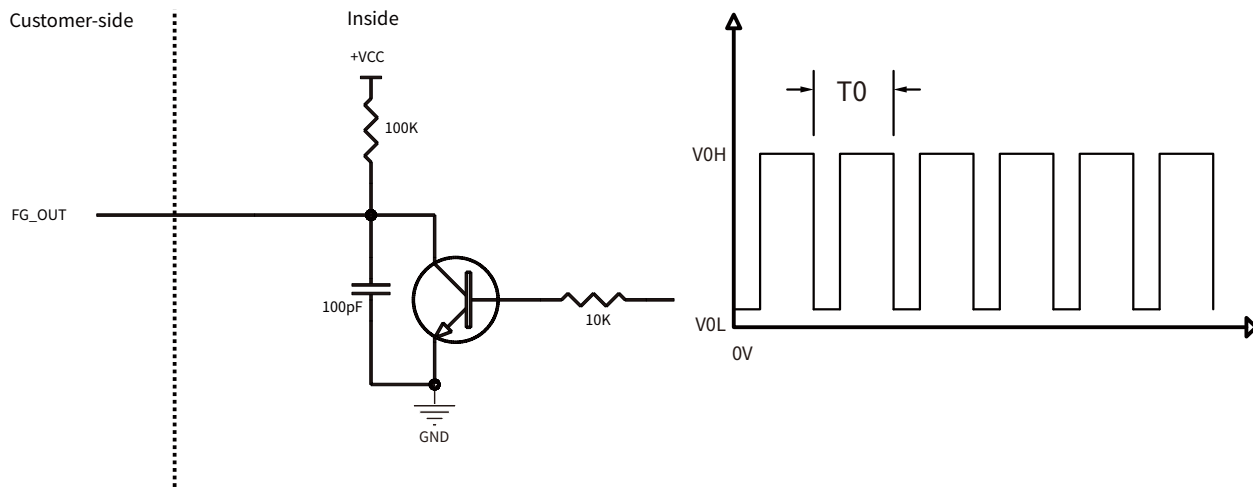 Customer-side
Inside
+VCC
100K
FG_OUT
100pF
10K
GND
T0
V0H
V0L
0V